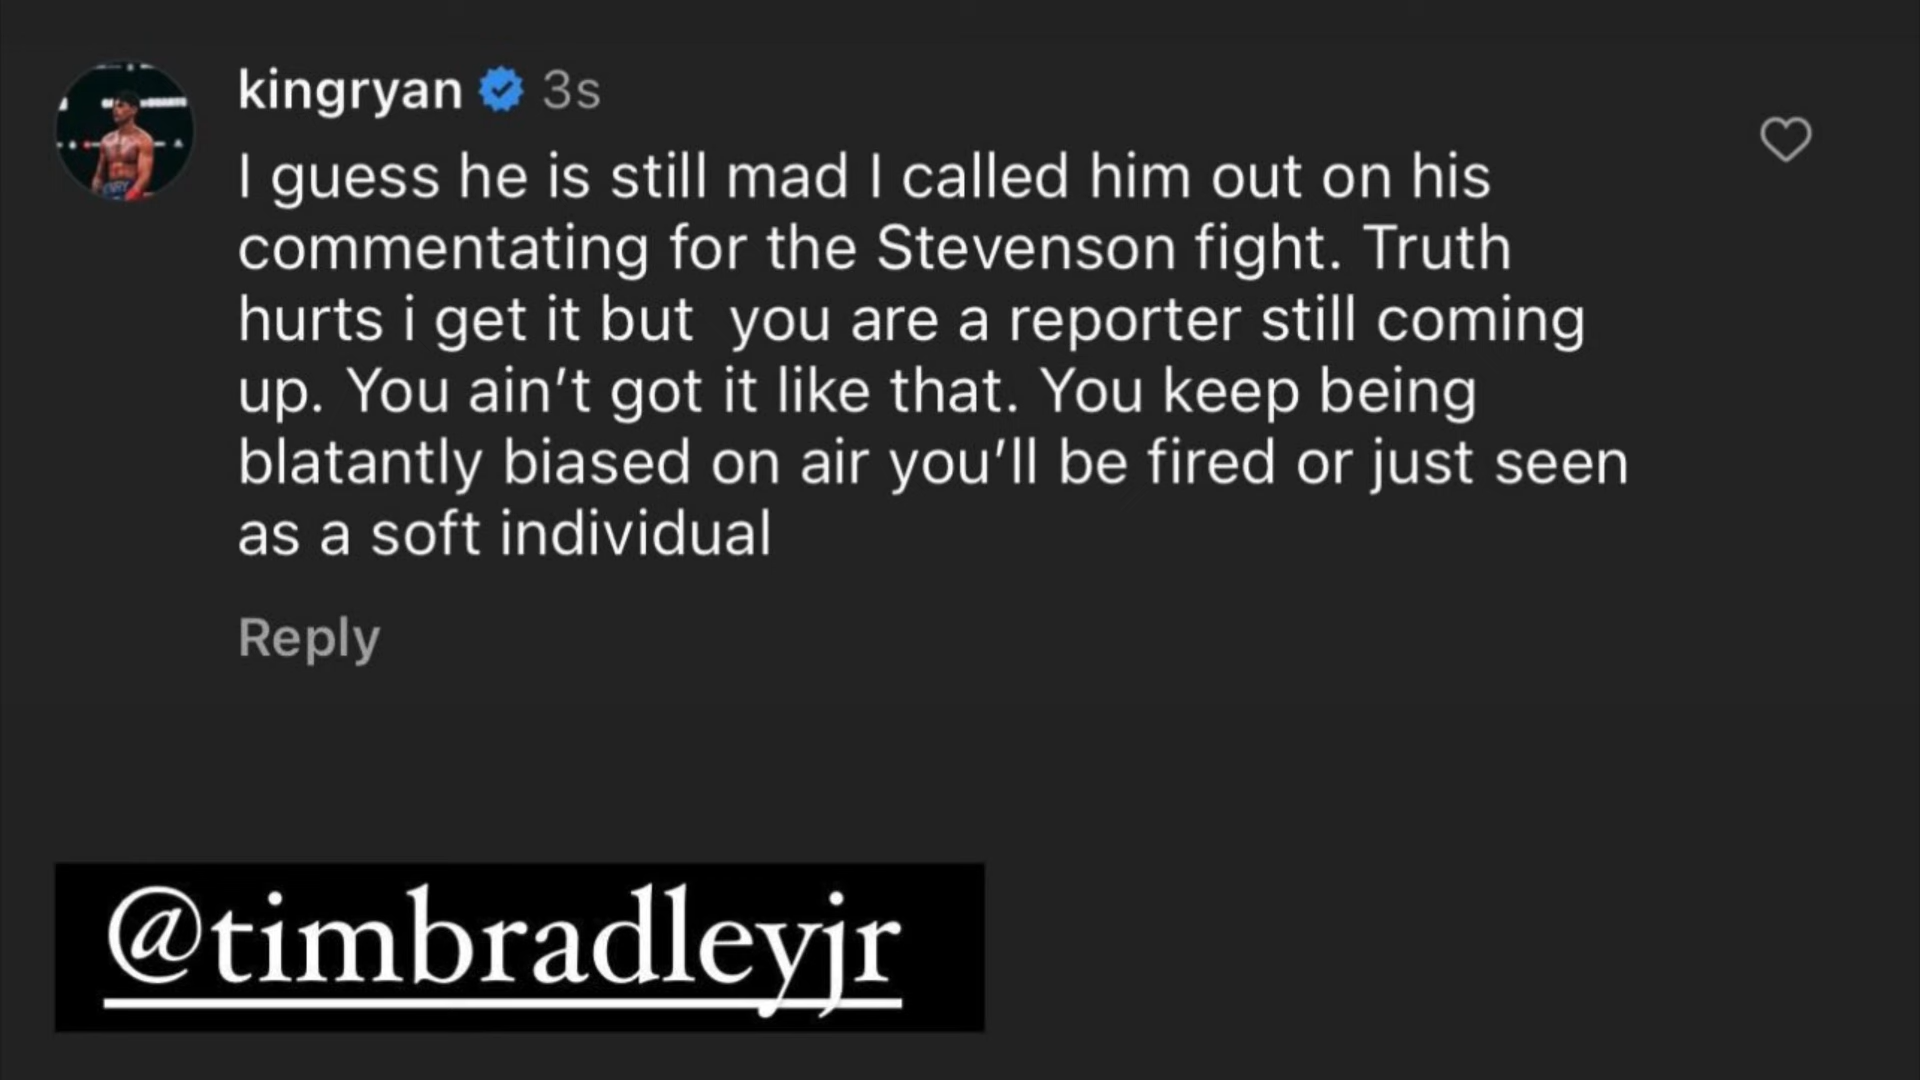 kingryan 3s
I guess he is still mad I called him out on his
commentating for the Stevenson fight. Truth
hurts i get it but  you are a reporter still coming
up. You ain’t got it like that. You keep being
blatantly biased on air you’ll be fired or just seen
as a soft individual
Reply
@timbradleyjr